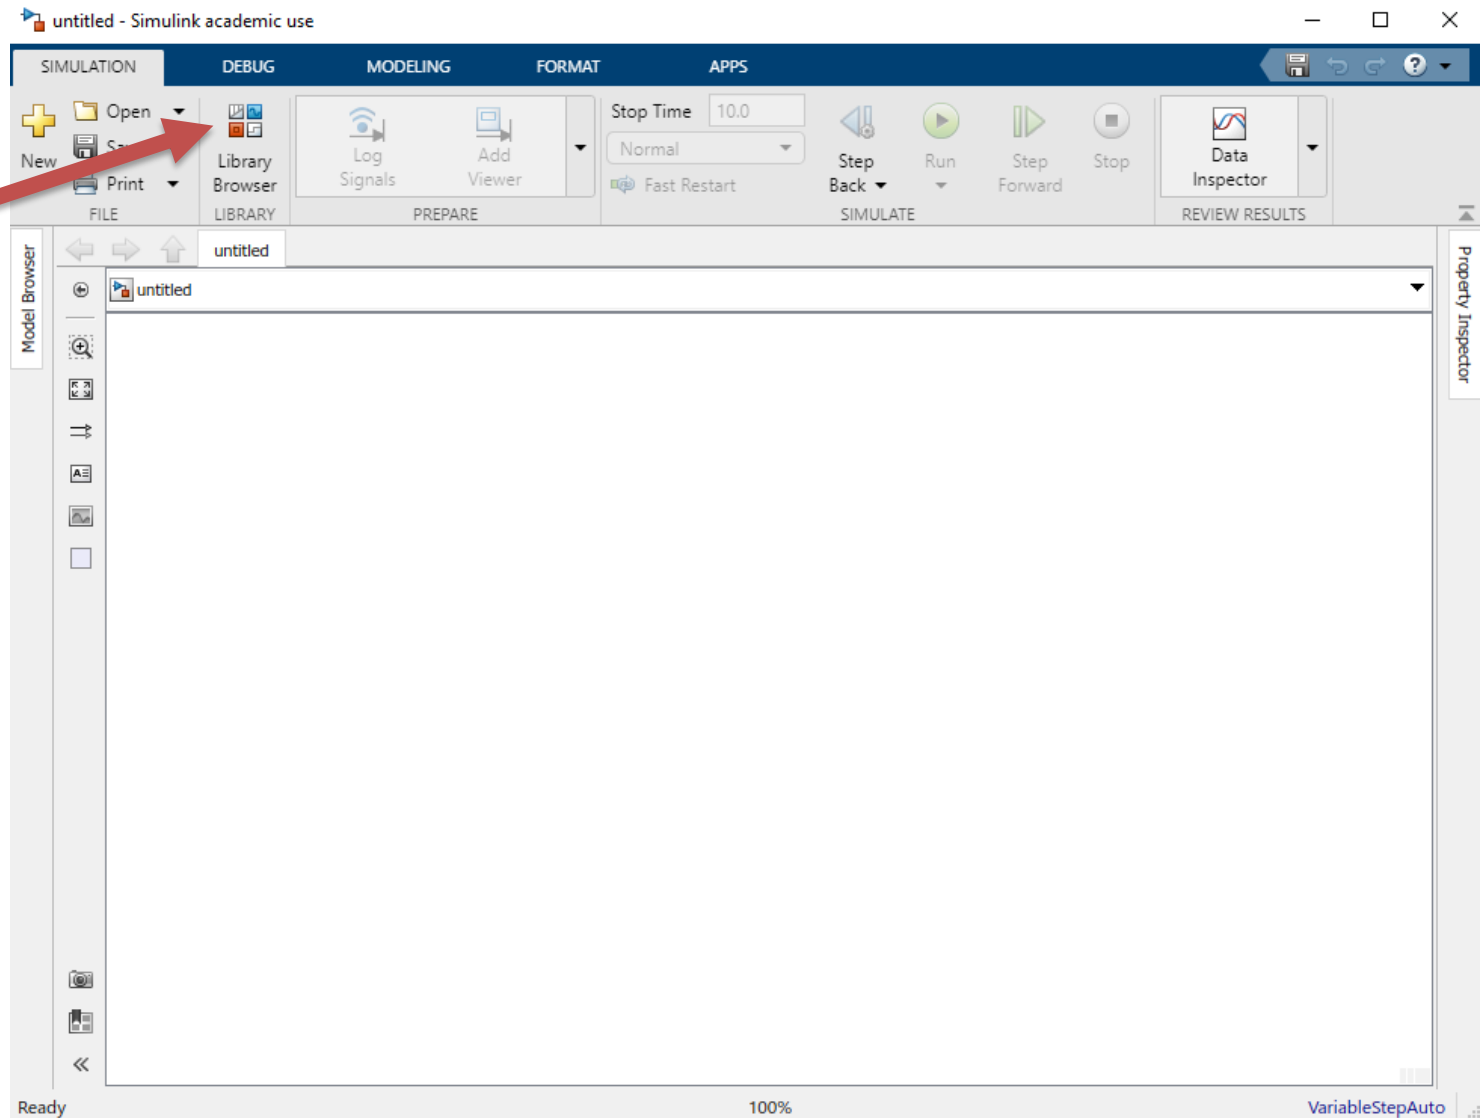 untitled - Simulink academic use
SIMULATION DEBUG MODELING FORMAT APPS
New
Open
Print
FILE
Library
Browser
LIBRARY
Log
Signals
Add
Viewer
PREPARE
Stop Time 10.0
Normal
Fast Restart
Step
Back
Run
Step
Forward
Stop
SIMULATE
Data
Inspector
REVIEW RESULTS
Model Browser
untitled
untitled
Property Inspector
Ready 100% VariableStepAuto